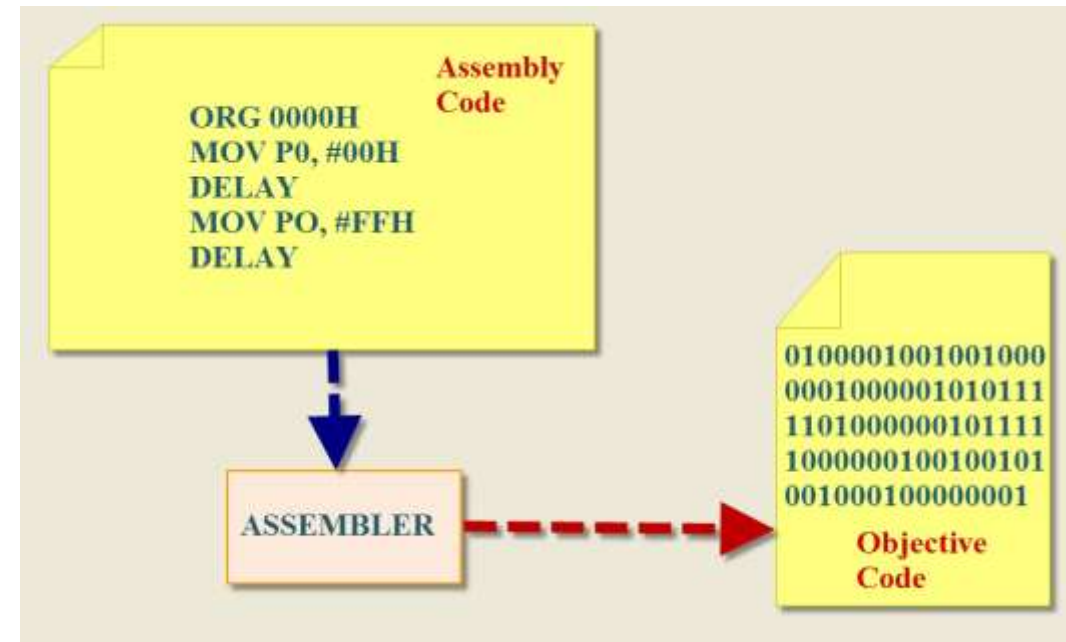 Assembly
Code
ORG 0000H
MOV P0, #00H
DELAY
MOV PO, #FFH
DELAY
ASSEMBLER
0100001001001000
0001000001010111
1101000000101111
1000000100100101
001000100000001
Objective
Code